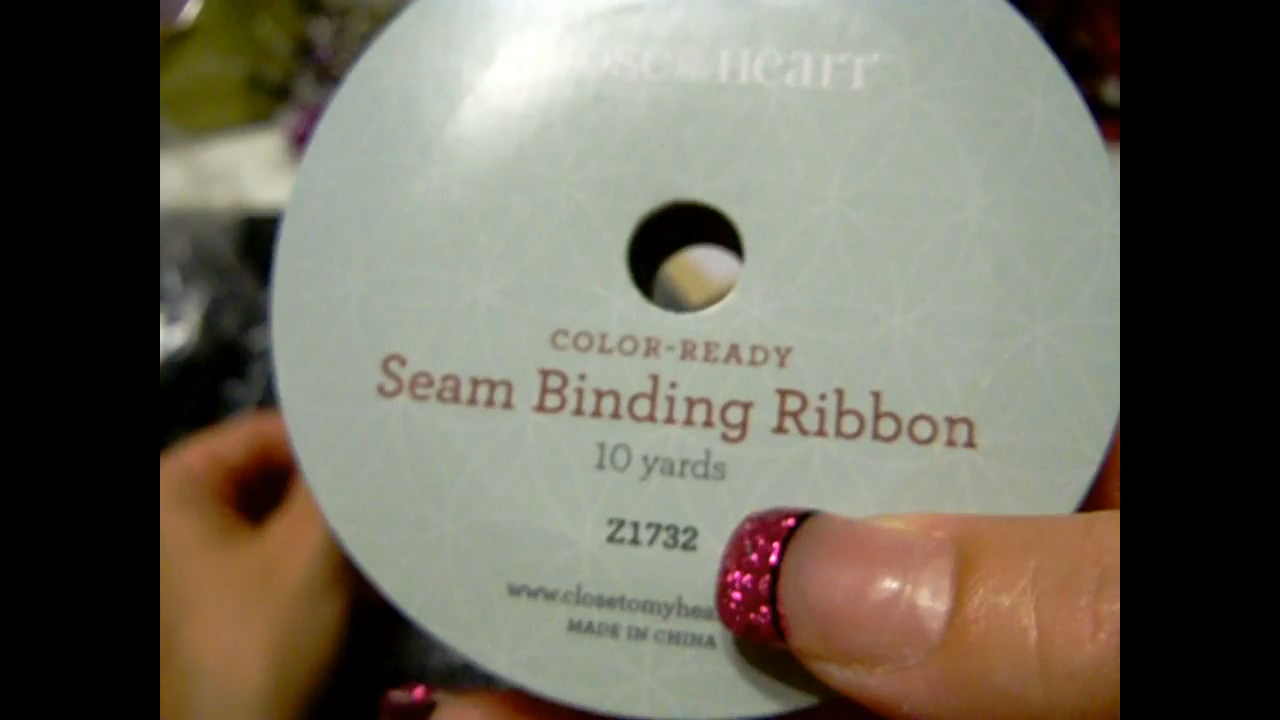 close to my Heart
COLOR-READY
Seam Binding Ribbon
10 yards
Z1732
www.closetomyhea
MADE IN CHINA